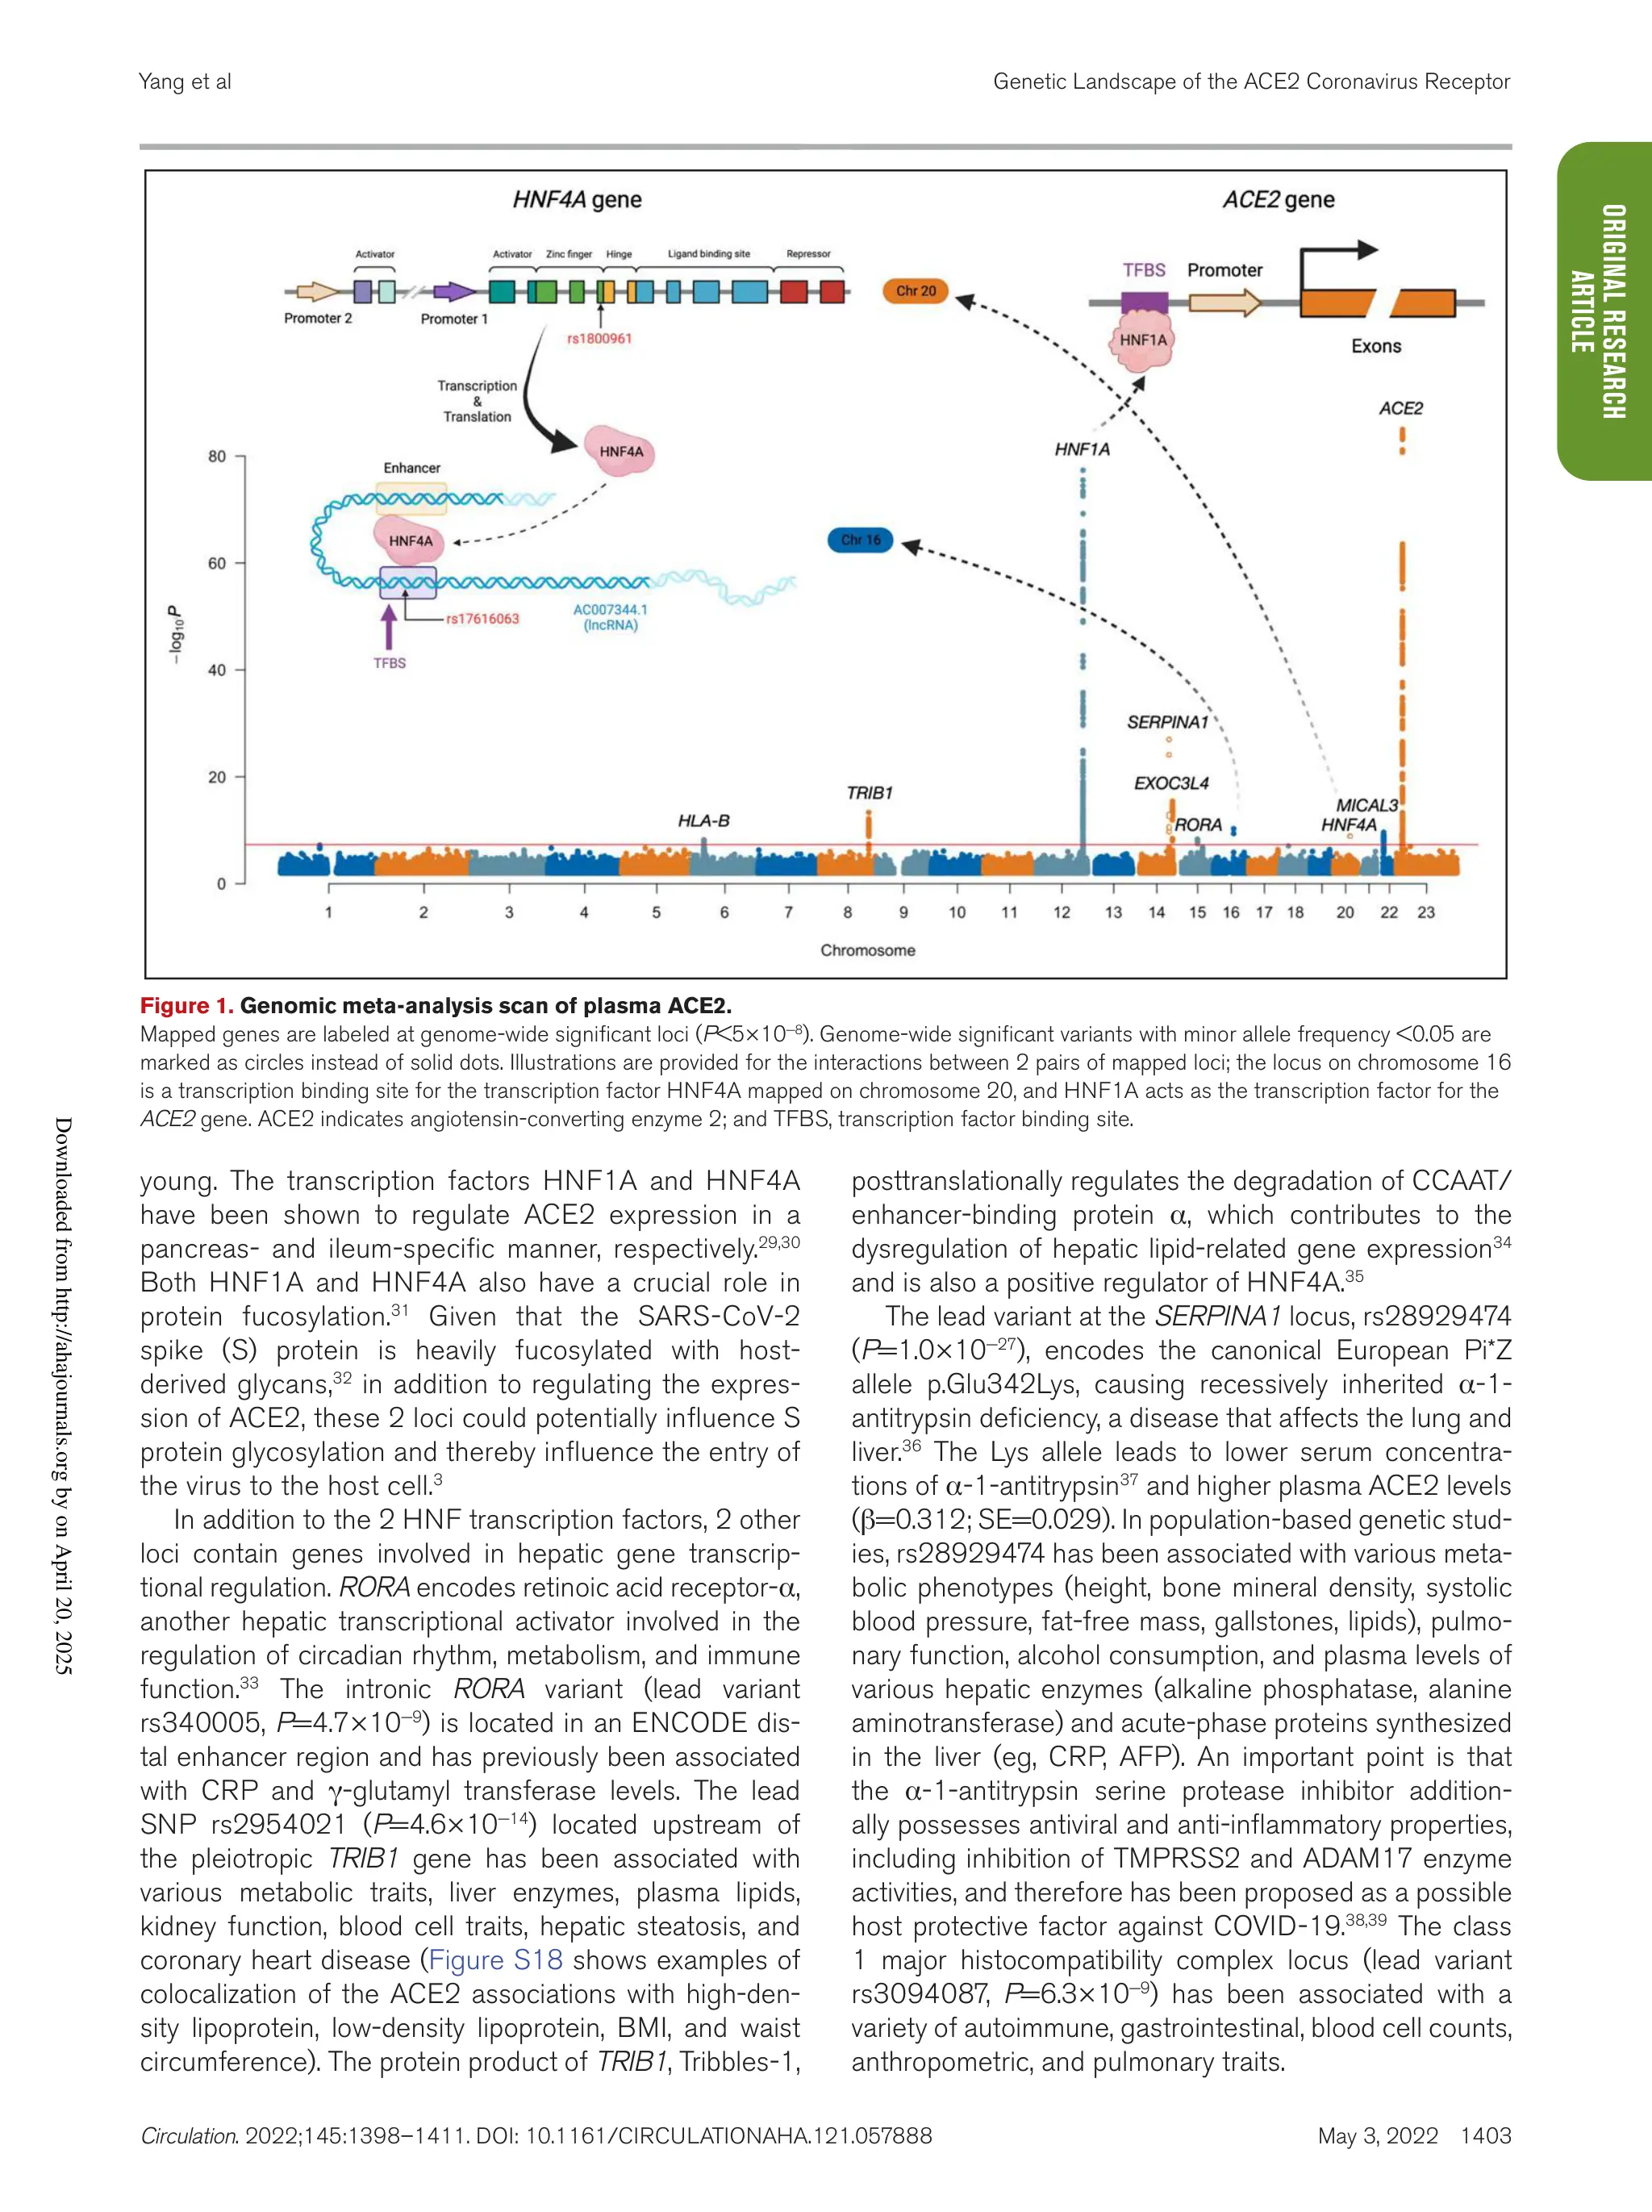 Yang et al
Genetic Landscape of the ACE2 Coronavirus Receptor
ORIGINAL RESEARCH
ARTICLE
HNF4A gene
ACE2 gene
Activator
Activator Zinc finger Hinge Ligand binding site Repressor
Promoter 2
Promoter 1
rs1800961
Chr 20
TFBS Promoter
HNF1A
Exons
Transcription
&
Translation
HNF4A
ACE2
HNF1A
Enhancer
HNF4A
Chr 16
rs17616063
AC007344.1
(lncRNA)
TFBS
SERPINA1
EXOC3L4
TRIB1
HLA-B
RORA
MICAL3
HNF4A
−log₁₀P
80
60
40
20
0
1 2 3 4 5 6 7 8 9 10 11 12 13 14 15 16 17 18 20 22 23
Chromosome
Figure 1. Genomic meta-analysis scan of plasma ACE2.
Mapped genes are labeled at genome-wide significant loci (P<5×10⁻⁸). Genome-wide significant variants with minor allele frequency <0.05 are
marked as circles instead of solid dots. Illustrations are provided for the interactions between 2 pairs of mapped loci; the locus on chromosome 16
is a transcription binding site for the transcription factor HNF4A mapped on chromosome 20, and HNF1A acts as the transcription factor for the
ACE2 gene. ACE2 indicates angiotensin-converting enzyme 2; and TFBS, transcription factor binding site.
young. The transcription factors HNF1A and HNF4A
have been shown to regulate ACE2 expression in a
pancreas- and ileum-specific manner, respectively.²⁹,³⁰
Both HNF1A and HNF4A also have a crucial role in
protein fucosylation.³¹ Given that the SARS-CoV-2
spike (S) protein is heavily fucosylated with host-
derived glycans,³² in addition to regulating the expres-
sion of ACE2, these 2 loci could potentially influence S
protein glycosylation and thereby influence the entry of
the virus to the host cell.³
In addition to the 2 HNF transcription factors, 2 other
loci contain genes involved in hepatic gene transcrip-
tional regulation. RORA encodes retinoic acid receptor-α,
another hepatic transcriptional activator involved in the
regulation of circadian rhythm, metabolism, and immune
function.³³ The intronic RORA variant (lead variant
rs340005, P=4.7×10⁻⁹) is located in an ENCODE dis-
tal enhancer region and has previously been associated
with CRP and γ-glutamyl transferase levels. The lead
SNP rs2954021 (P=4.6×10⁻¹⁴) located upstream of
the pleiotropic TRIB1 gene has been associated with
various metabolic traits, liver enzymes, plasma lipids,
kidney function, blood cell traits, hepatic steatosis, and
coronary heart disease (Figure S18 shows examples of
colocalization of the ACE2 associations with high-den-
sity lipoprotein, low-density lipoprotein, BMI, and waist
circumference). The protein product of TRIB1, Tribbles-1,
posttranslationally regulates the degradation of CCAAT/
enhancer-binding protein α, which contributes to the
dysregulation of hepatic lipid-related gene expression³⁴
and is also a positive regulator of HNF4A.³⁵
The lead variant at the SERPINA1 locus, rs28929474
(P=1.0×10⁻²⁷), encodes the canonical European Pi*Z
allele p.Glu342Lys, causing recessively inherited α-1-
antitrypsin deficiency, a disease that affects the lung and
liver.³⁶ The Lys allele leads to lower serum concentra-
tions of α-1-antitrypsin³⁷ and higher plasma ACE2 levels
(β=0.312; SE=0.029). In population-based genetic stud-
ies, rs28929474 has been associated with various meta-
bolic phenotypes (height, bone mineral density, systolic
blood pressure, fat-free mass, gallstones, lipids), pulmo-
nary function, alcohol consumption, and plasma levels of
various hepatic enzymes (alkaline phosphatase, alanine
aminotransferase) and acute-phase proteins synthesized
in the liver (eg, CRP, AFP). An important point is that
the α-1-antitrypsin serine protease inhibitor addition-
ally possesses antiviral and anti-inflammatory properties,
including inhibition of TMPRSS2 and ADAM17 enzyme
activities, and therefore has been proposed as a possible
host protective factor against COVID-19.³⁸,³⁹ The class
1 major histocompatibility complex locus (lead variant
rs3094087, P=6.3×10⁻⁹) has been associated with a
variety of autoimmune, gastrointestinal, blood cell counts,
anthropometric, and pulmonary traits.
Downloaded from http://ahajournals.org by on April 20, 2025
Circulation. 2022;145:1398–1411. DOI: 10.1161/CIRCULATIONAHA.121.057888
May 3, 2022 1403